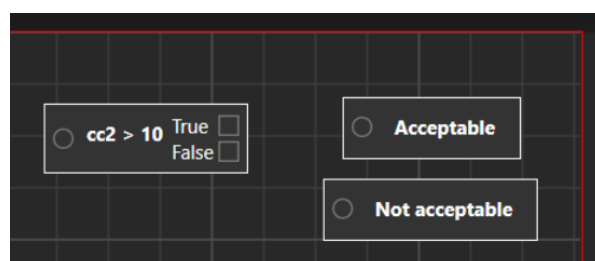 cc2 > 10
True
False
Acceptable
Not acceptable